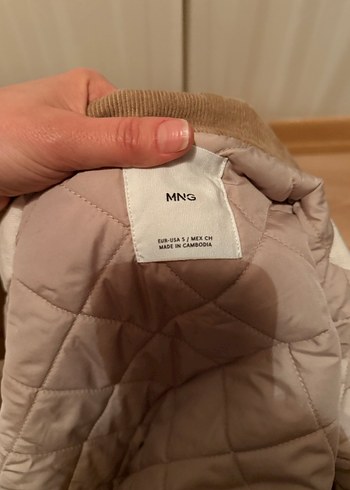 MNG
EUR-USA S / MEX CH
MADE IN CAMBODIA